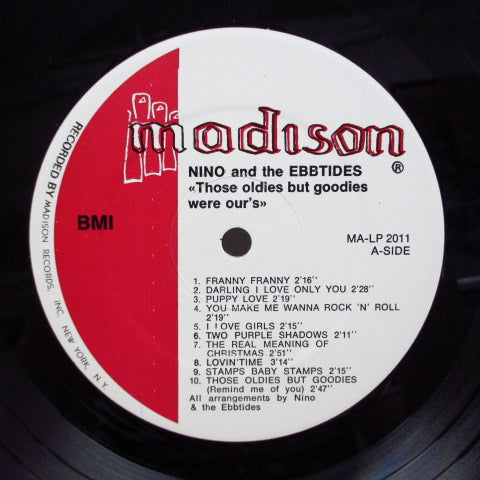 madison
®
NINO and the EBBTIDES
«Those oldies but goodies
were our's»
BMI
MA-LP 2011
A-SIDE
1. FRANNY FRANNY 2'16''
2. DARLING I LOVE ONLY YOU 2'28''
3. PUPPY LOVE 2'19''
4. YOU MAKE ME WANNA ROCK 'N' ROLL
2'19''
5. I LOVE GIRLS 2'15''
6. TWO PURPLE SHADOWS 2'11''
7. THE REAL MEANING OF
CHRISTMAS 2'51''
8. LOVIN'TIME 3'14''
9. STAMPS BABY STAMPS 2'15''
10. THOSE OLDIES BUT GOODIES
(Remind me of you) 2'47''
All arrangements by Nino
& the Ebbtides
RECORDED BY MADISON RECORDS, INC. NEW YORK, N.Y.